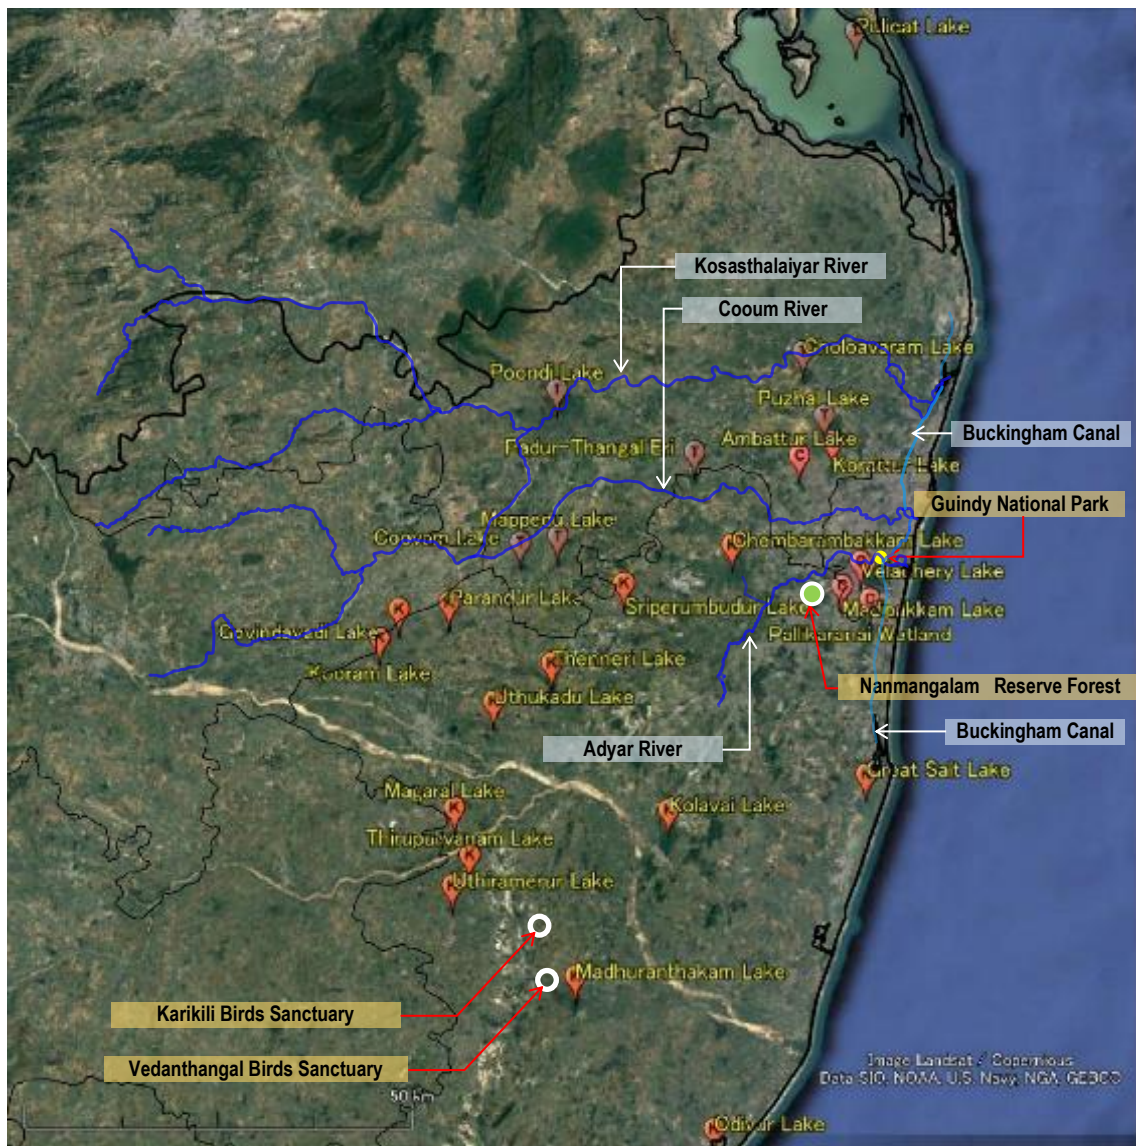 Pulicat Lake
Kosasthalaiyar River
Cooum River
Choloavaram Lake
Poondi Lake
Puzhal Lake
Buckingham Canal
Ambattur Lake
Padur-Thangal Eri
Korattur Lake
T
T
T
C
Guindy National Park
Mappedu Lake
Coovam Lake
Chembarambakkam Lake
T
T
Velachery Lake
K
Parandur Lake
Sriperumbudur Lake
Madipakkam Lake
K
Govindavadi Lake
Pallikaranai Wetland
Kooram Lake
Thenneri Lake
Nanmangalam Reserve Forest
Uthukadu Lake
Buckingham Canal
Adyar River
Great Salt Lake
Magaral Lake
K
Kolavai Lake
Thirupulivanam Lake
K
Uthiramerur Lake
Madhuranthakam Lake
Karikili Birds Sanctuary
Vedanthangal Birds Sanctuary
Image Landsat / Copernicus
Data SIO, NOAA, U.S. Navy, NGA, GEBCO
50 km
Odiyur Lake